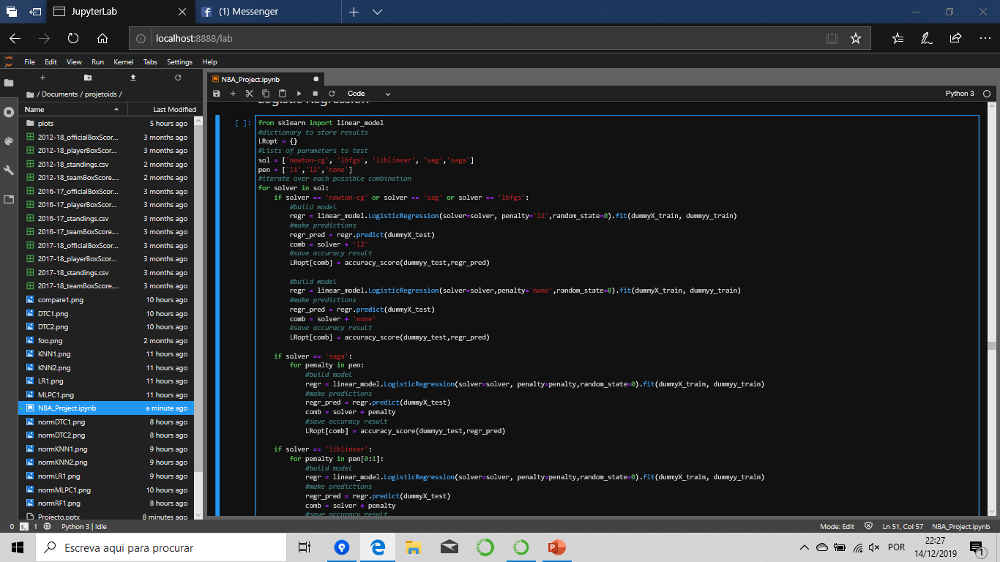 JupyterLab
(1) Messenger
localhost:8888/lab
File Edit View Run Kernel Tabs Settings Help
NBA_Project.ipynb
/ Documents / projetoids /
Code
Python 3
Name Last Modified
plots 5 hours ago
2012-18_officialBoxScor... 3 months ago
2012-18_playerBoxScor... 3 months ago
2012-18_standings.csv 2 months ago
2012-18_teamBoxScore.... 2 months ago
2016-17_officialBoxScor... 3 months ago
2016-17_playerBoxScor... 3 months ago
2016-17_standings.csv 3 months ago
2016-17_teamBoxScore.... 3 months ago
2017-18_officialBoxScor... 3 months ago
2017-18_playerBoxScor... 3 months ago
2017-18_standings.csv 3 months ago
2017-18_teamBoxScore.... 3 months ago
compare1.png 10 hours ago
DTC1.png 10 hours ago
DTC2.png 10 hours ago
foo.png 2 months ago
KNN1.png 11 hours ago
KNN2.png 11 hours ago
LR1.png 11 hours ago
MLPC1.png 11 hours ago
NBA_Project.ipynb a minute ago
normDTC1.png 8 hours ago
normDTC2.png 8 hours ago
normKNN1.png 9 hours ago
normKNN2.png 9 hours ago
normLR1.png 9 hours ago
normMLPC1.png 10 hours ago
normRF1.png 8 hours ago
Projecto.pptx 8 minutes ago
Logistic Regression
[ ]:
from sklearn import linear_model
#dictionary to store results
LRopt = {}
#Lists of parameters to test
sol = ['newton-cg', 'lbfgs', 'liblinear', 'sag','saga']
pen = ['l1','l2','none']
#iterate over each possible combination
for solver in sol:
    if solver == 'newton-cg' or solver == 'sag' or solver == 'lbfgs':
        #build model
        regr = linear_model.LogisticRegression(solver=solver, penalty='l2',random_state=0).fit(dummyX_train, dummyy_train)
        #make predictions
        regr_pred = regr.predict(dummyX_test)
        comb = solver + 'l2'
        #save accuracy result
        LRopt[comb] = accuracy_score(dummyy_test,regr_pred)
        #build model
        regr = linear_model.LogisticRegression(solver=solver,penalty='none',random_state=0).fit(dummyX_train, dummyy_train)
        #make predictions
        regr_pred = regr.predict(dummyX_test)
        comb = solver + 'none'
        #save accuracy result
        LRopt[comb] = accuracy_score(dummyy_test,regr_pred)
    if solver == 'saga':
        for penalty in pen:
            #build model
            regr = linear_model.LogisticRegression(solver=solver, penalty=penalty,random_state=0).fit(dummyX_train, dummyy_train)
            #make predictions
            regr_pred = regr.predict(dummyX_test)
            comb = solver + penalty
            #save accuracy result
            LRopt[comb] = accuracy_score(dummyy_test,regr_pred)
    if solver == 'liblinear':
        for penalty in pen[0:1]:
            #build model
            regr = linear_model.LogisticRegression(solver=solver, penalty=penalty,random_state=0).fit(dummyX_train, dummyy_train)
            #make predictions
            regr_pred = regr.predict(dummyX_test)
            comb = solver + penalty
            #save accuracy result
0 1 Python 3 | Idle
Mode: Edit Ln 51, Col 57 NBA_Project.ipynb
Escreva aqui para procurar
POR
22:27
14/12/2019
1